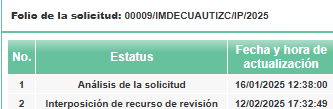 Folio de la solicitud: 00009/IMDECUAUTIZC/IP/2025
No. Estatus Fecha y hora de actualización
1 Análisis de la solicitud 16/01/2025 12:38:00
2 Interposición de recurso de revisión 12/02/2025 17:32:49